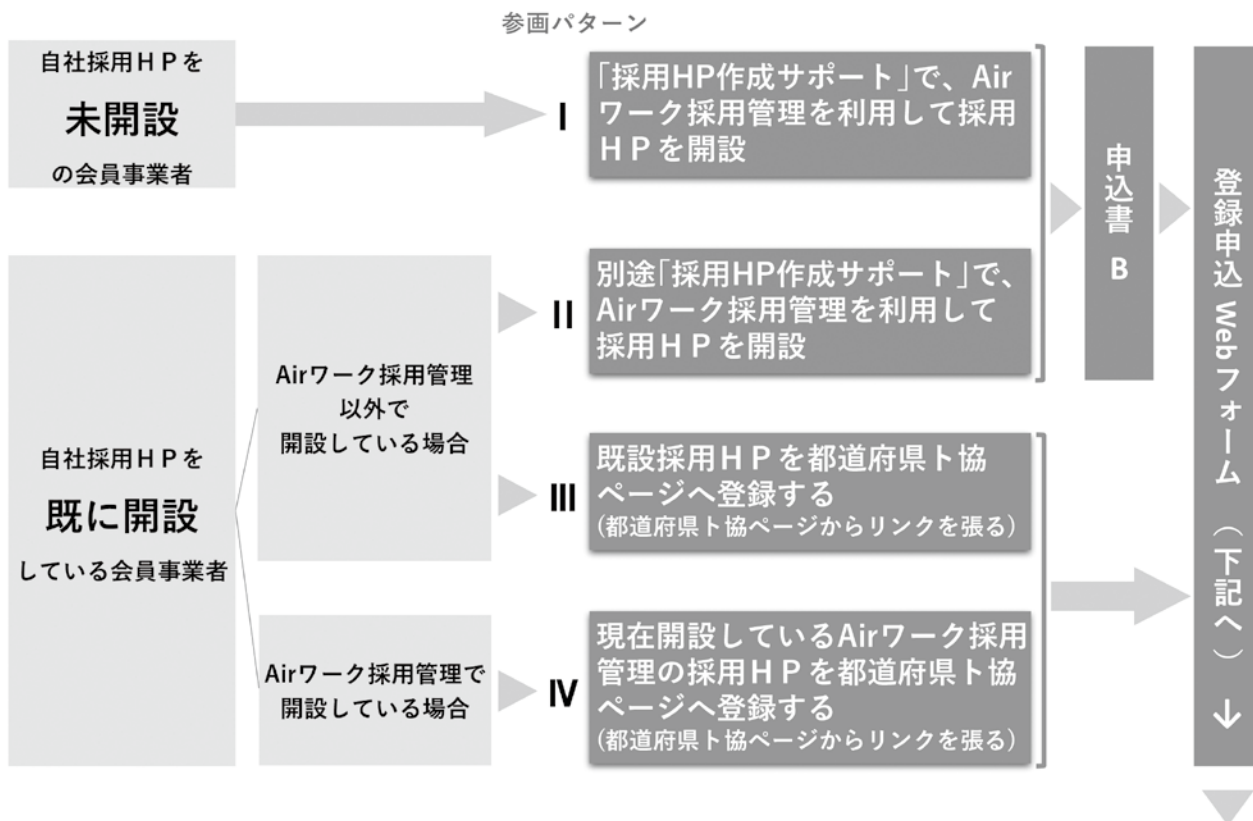 参画パターン
自社採用ＨＰを
未開設
の会員事業者
Ⅰ
「採用HP作成サポート」で、Air
ワーク採用管理を利用して採用
ＨＰを開設
自社採用ＨＰを
既に開設
している会員事業者
Airワーク採用管理
以外で
開設している場合
Ⅱ
別途「採用HP作成サポート」で、
Airワーク採用管理を利用して
採用ＨＰを開設
Ⅲ
既設採用ＨＰを都道府県ト協
ページへ登録する
(都道府県ト協ページからリンクを張る)
Airワーク採用管理で
開設している場合
Ⅳ
現在開設しているAirワーク採用
管理の採用ＨＰを都道府県ト協
ページへ登録する
(都道府県ト協ページからリンクを張る)
申込書 B
登録申込 Webフォーム （下記へ）↓